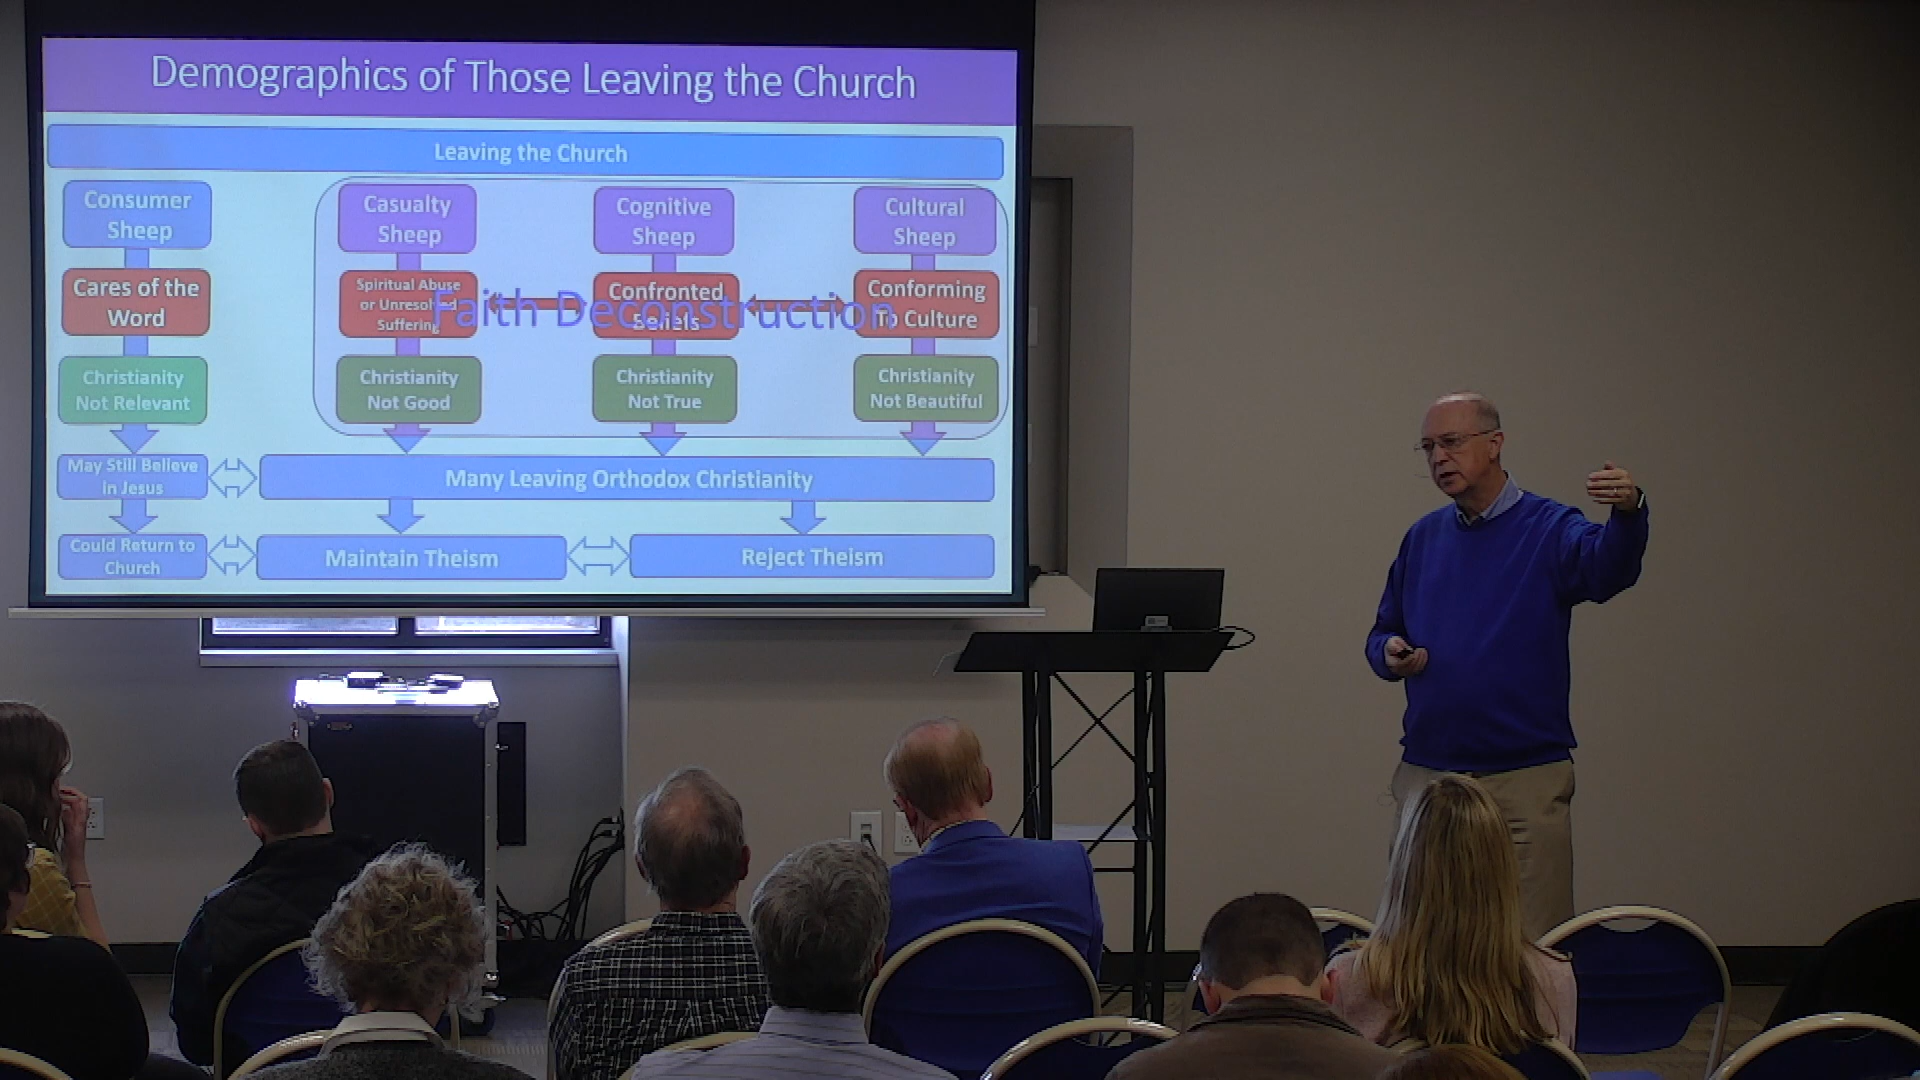 Demographics of Those Leaving the Church
Leaving the Church
Consumer
Sheep
Casualty
Sheep
Cognitive
Sheep
Cultural
Sheep
Cares of the
Word
Spiritual Abuse
or Unresolved
Suffering
Confronted
Beliefs
Conforming
To Culture
Faith Deconstruction
Christianity
Not Relevant
Christianity
Not Good
Christianity
Not True
Christianity
Not Beautiful
May Still Believe
in Jesus
Many Leaving Orthodox Christianity
Could Return to
Church
Maintain Theism
Reject Theism